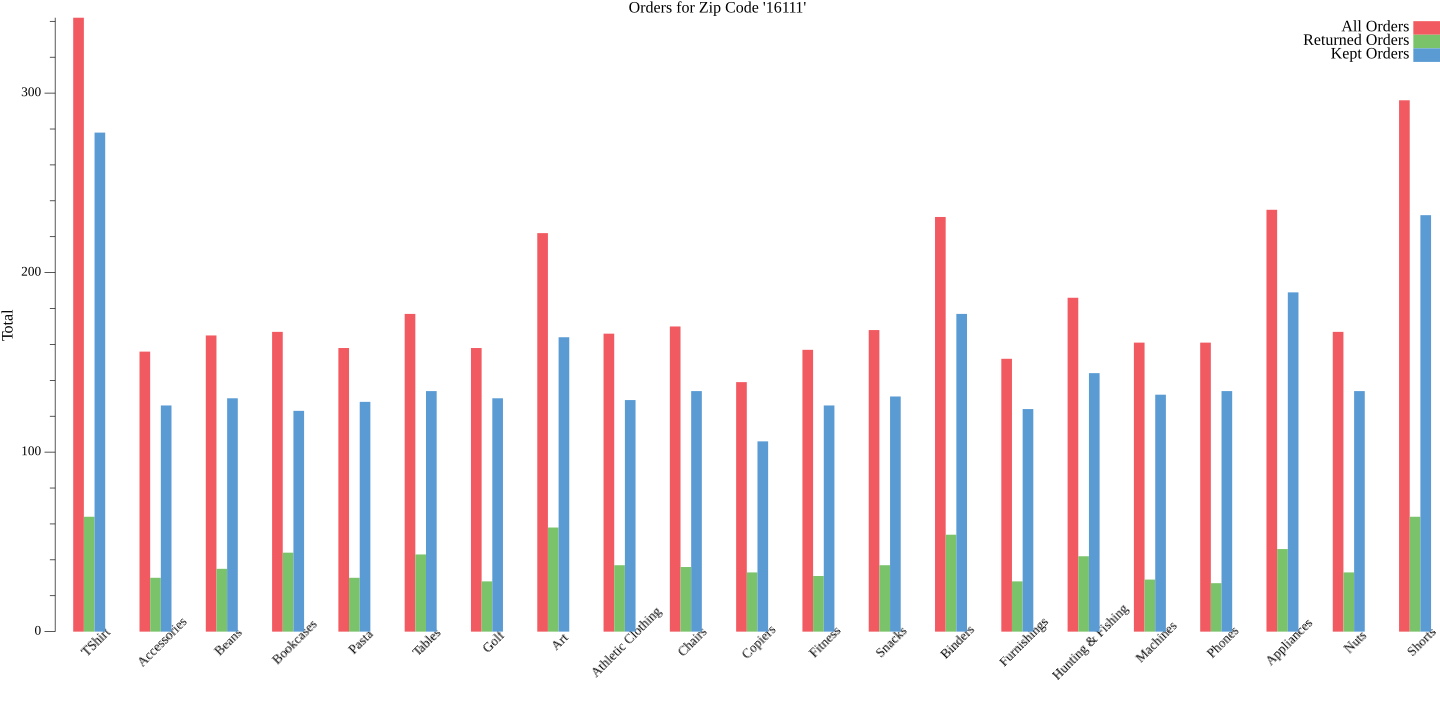 Orders for Zip Code '16111'
All Orders
Returned Orders
Kept Orders
Total
300
200
100
0
TShirt
Accessories
Beans
Bookcases
Pasta
Tables
Golf
Art
Athletic Clothing
Chairs
Copiers
Fitness
Snacks
Binders
Furnishings
Hunting & Fishing
Machines
Phones
Appliances
Nuts
Shorts